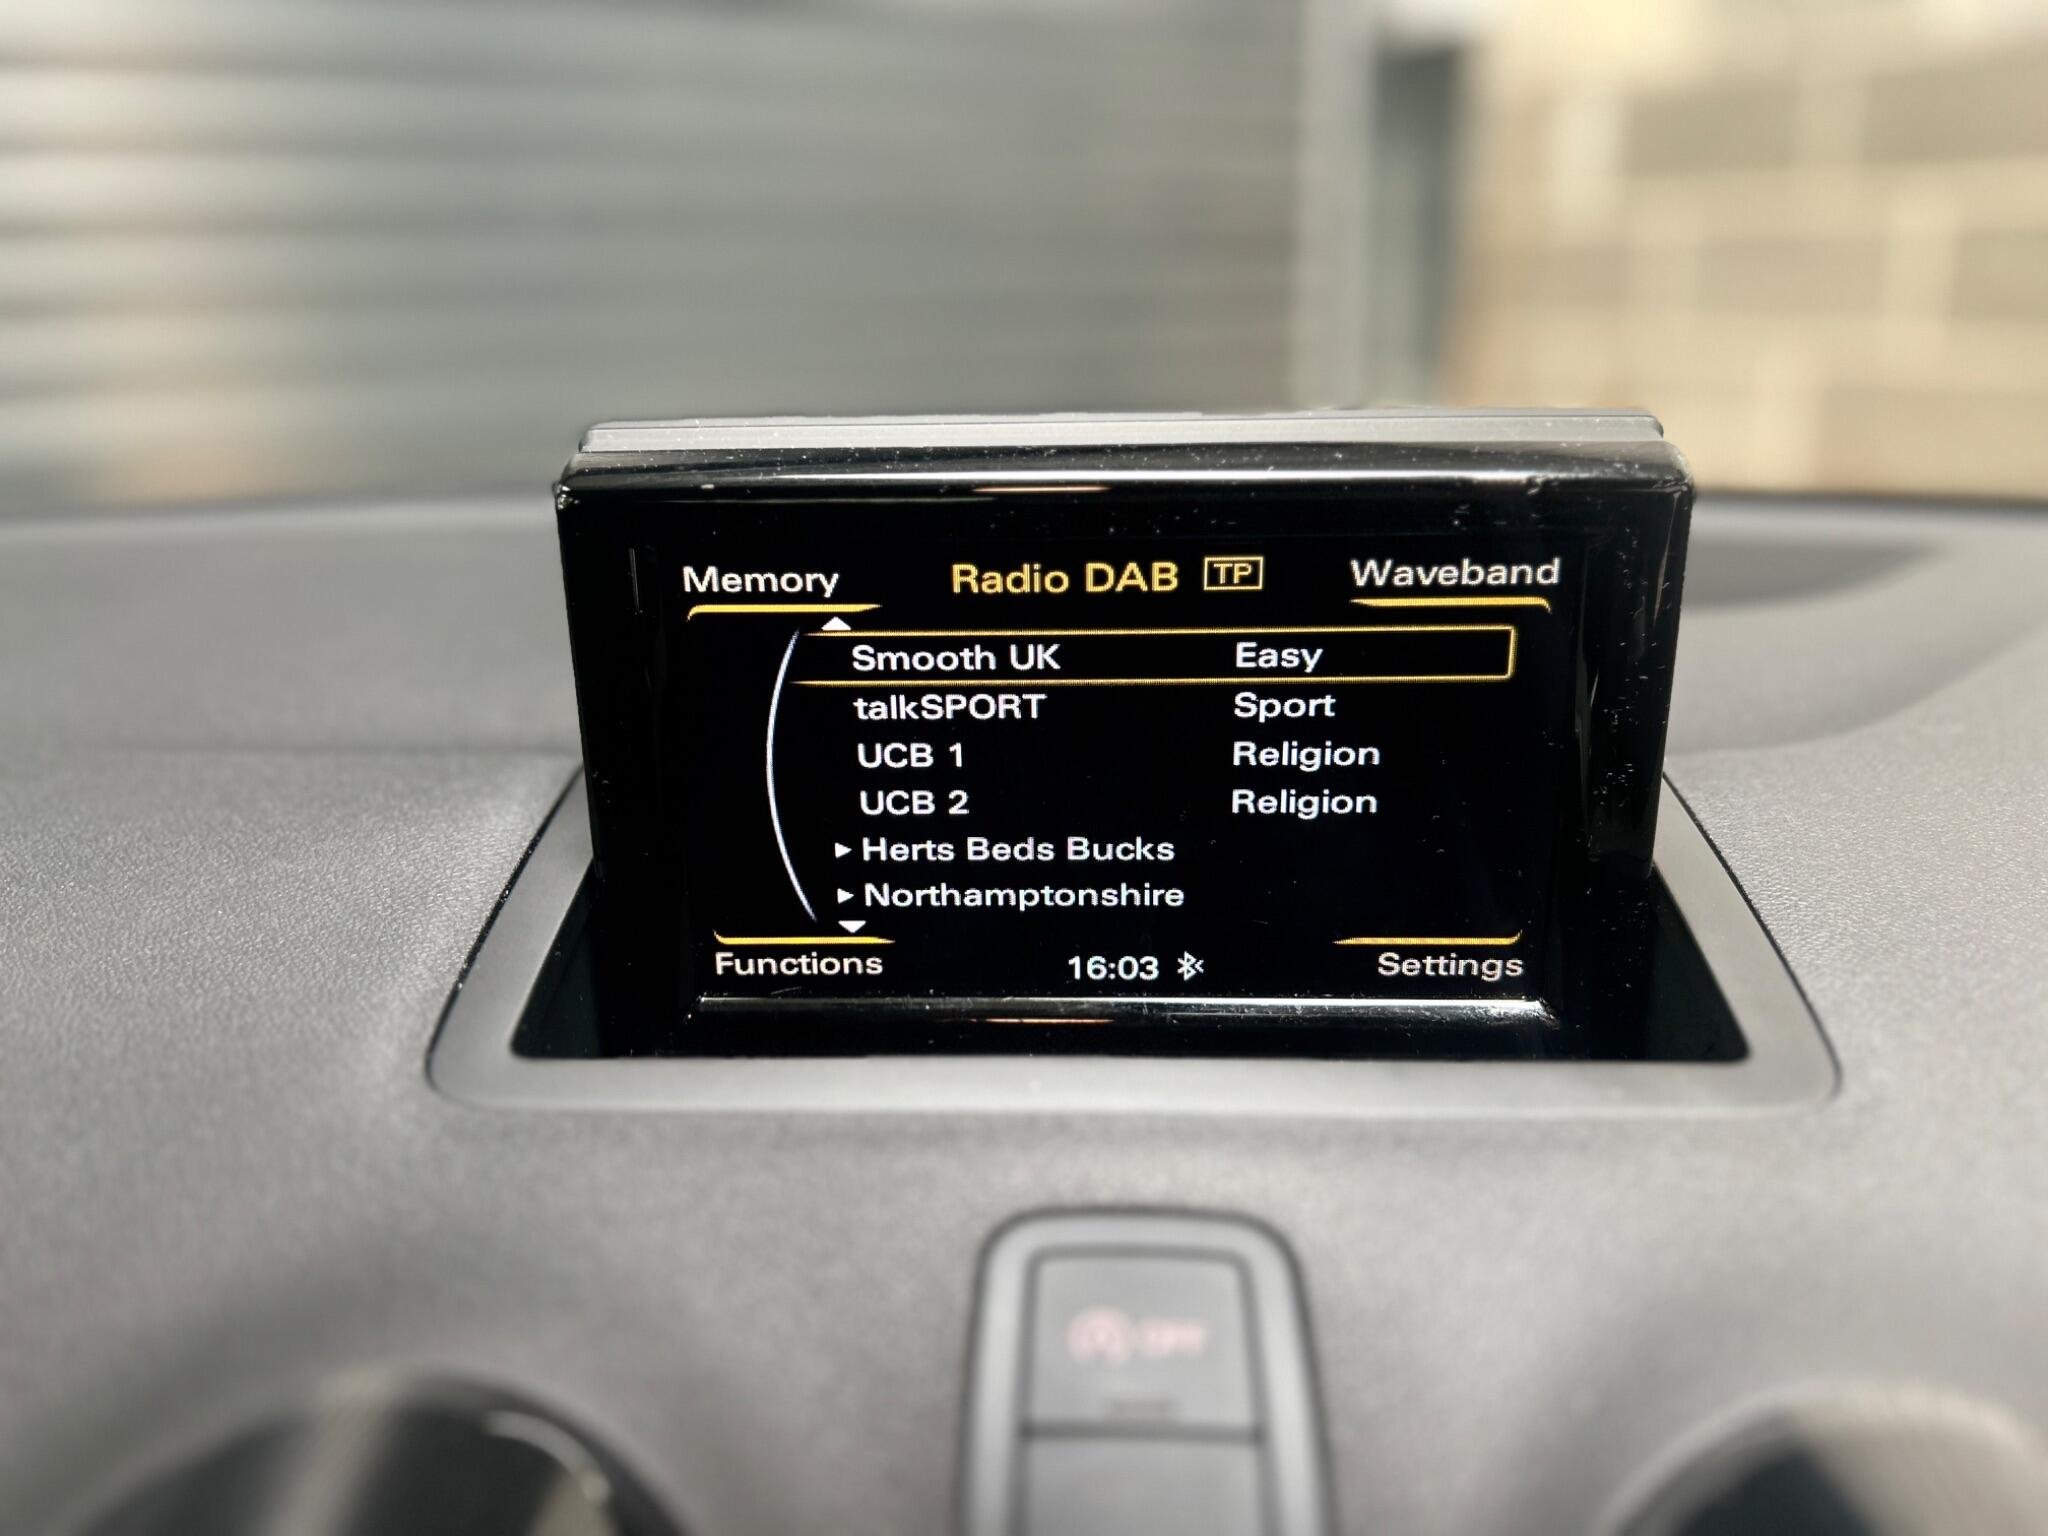 Memory Radio DAB TP Waveband
Smooth UK Easy
talkSPORT Sport
UCB 1 Religion
UCB 2 Religion
Herts Beds Bucks
Northamptonshire
Functions 16:03 Settings
OFF